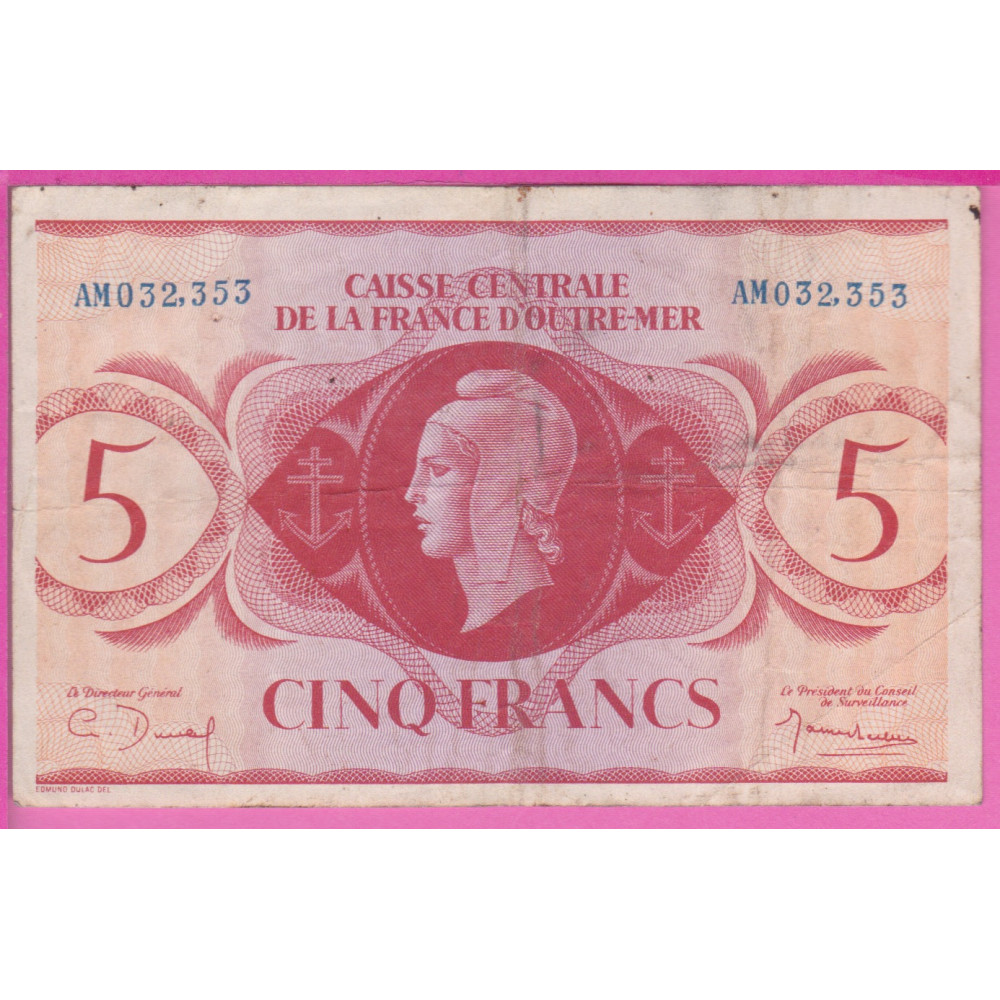 AM032,353
CAISSE CENTRALE
DE LA FRANCE D'OUTRE-MER
AM032,353
5
5
Le Directeur Général
CINQ FRANCS
Le Président du Conseil
de Surveillance
EDMUND DULAC DEL